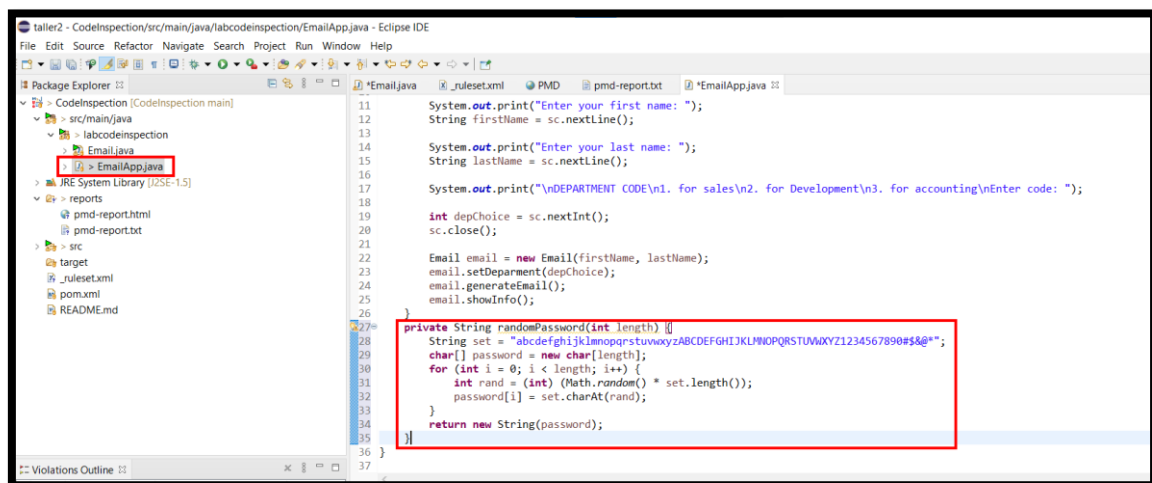 taller2 - CodeInspection/src/main/java/labcodeinspection/EmailApp.java - Eclipse IDE
File Edit Source Refactor Navigate Search Project Run Window Help
Package Explorer
> CodeInspection [CodeInspection main]
> src/main/java
> labcodeinspection
> Email.java
> > EmailApp.java
> JRE System Library [J2SE-1.5]
> reports
pmd-report.html
pmd-report.txt
> src
target
_ruleset.xml
pom.xml
README.md
Violations Outline
*Email.java _ruleset.xml PMD pmd-report.txt *EmailApp.java
11 System.out.print("Enter your first name: ");
12 String firstName = sc.nextLine();
13
14 System.out.print("Enter your last name: ");
15 String lastName = sc.nextLine();
16
17 System.out.print("\nDEPARTMENT CODE\n1. for sales\n2. for Development\n3. for accounting\nEnter code: ");
18
19 int depChoice = sc.nextInt();
20 sc.close();
21
22 Email email = new Email(firstName, lastName);
23 email.setDeparment(depChoice);
24 email.generateEmail();
25 email.showInfo();
26 }
27 private String randomPassword(int length) {
28 String set = "abcdefghijklmnopqrstuvwxyzABCDEFGHIJKLMNOPQRSTUVWXYZ1234567890#$&@*";
29 char[] password = new char[length];
30 for (int i = 0; i < length; i++) {
31 int rand = (int) (Math.random() * set.length());
32 password[i] = set.charAt(rand);
33 }
34 return new String(password);
35 }
36 }
37